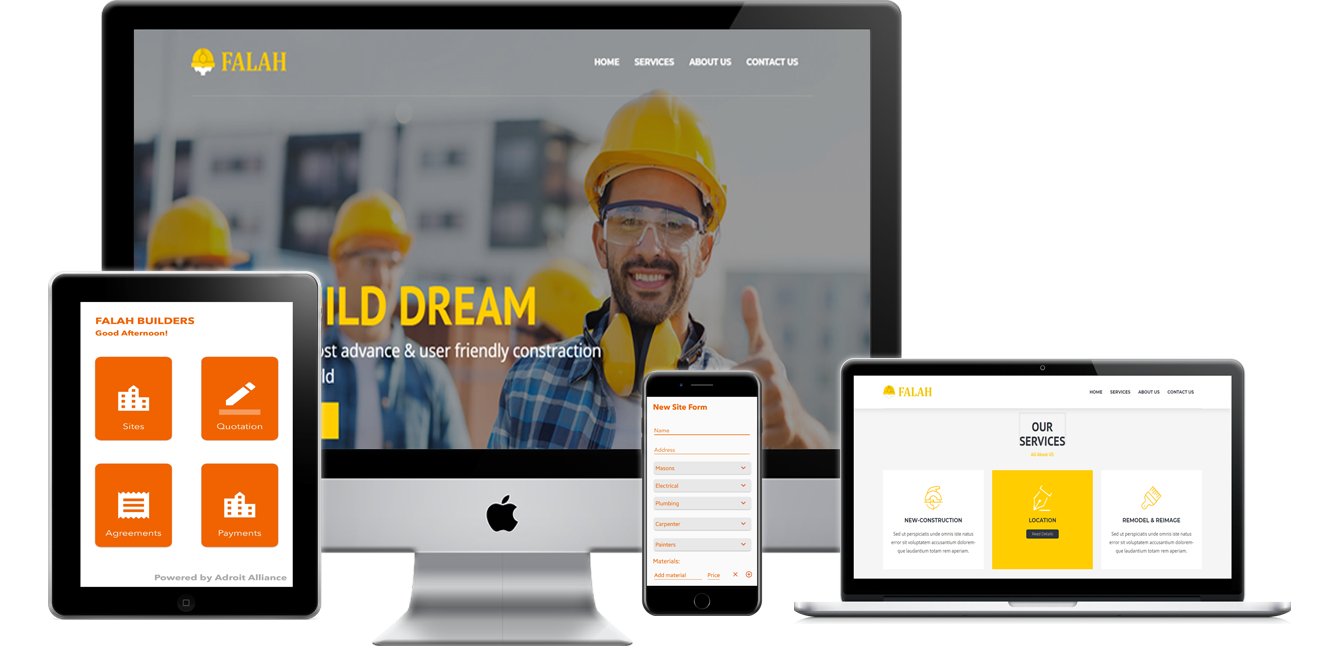 FALAH
HOME SERVICES ABOUT US CONTACT US
ILD DREAM
ost advance & user friendly constraction
ld
FALAH BUILDERS
Good Afternoon!
Sites
Quotation
Agreements
Payments
Powered by Adroit Alliance
New Site Form
Name
Address
Masons
Electrical
Plumbing
Carpenter
Painters
Materials:
Add material Price
FALAH
HOME SERVICES ABOUT US CONTACT US
OUR
SERVICES
All About US
NEW-CONSTRUCTION
Sed ut perspiciatis unde omnis iste natus
error sit voluptatem accusantium dolorem-
que laudantium totam rem aperiam.
LOCATION
Read Details
REMODEL & REIMAGE
Sed ut perspiciatis unde omnis iste natus
error sit voluptatem accusantium dolorem-
que laudantium totam rem aperiam.